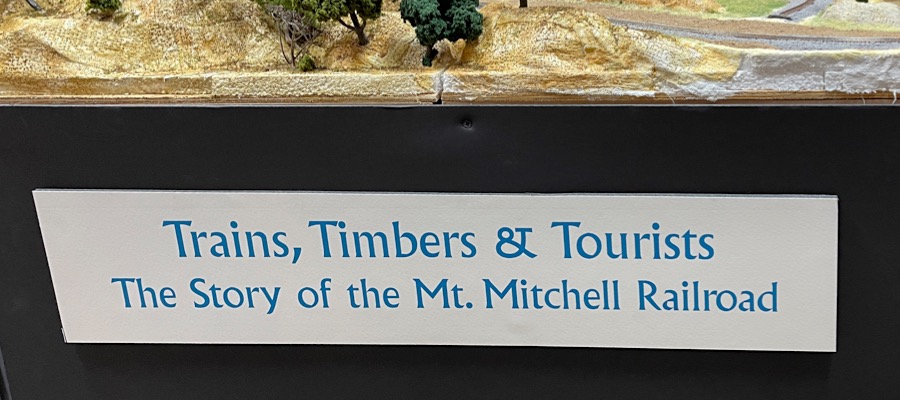 Trains, Timbers & Tourists
The Story of the Mt. Mitchell Railroad